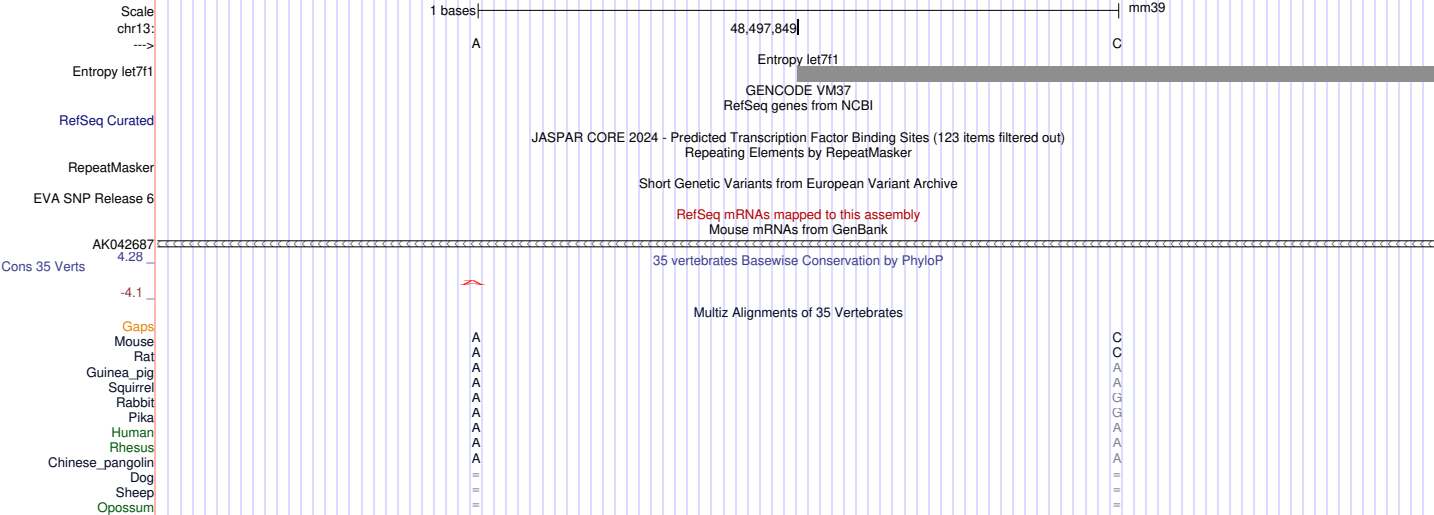 Scale 1 bases mm39
chr13: 48,497,849
---> A C
Entropy let7f1
Entropy let7f1
GENCODE VM37
RefSeq genes from NCBI
RefSeq Curated
JASPAR CORE 2024 - Predicted Transcription Factor Binding Sites (123 items filtered out)
Repeating Elements by RepeatMasker
RepeatMasker
Short Genetic Variants from European Variant Archive
EVA SNP Release 6
RefSeq mRNAs mapped to this assembly
Mouse mRNAs from GenBank
AK042687
4.28 _
35 vertebrates Basewise Conservation by PhyloP
Cons 35 Verts
-4.1 _
Multiz Alignments of 35 Vertebrates
Gaps
Mouse A C
Rat A C
Guinea_pig A A
Squirrel A A
Rabbit A G
Pika A G
Human A A
Rhesus A A
Chinese_pangolin A A
Dog = =
Sheep = =
Opossum = =